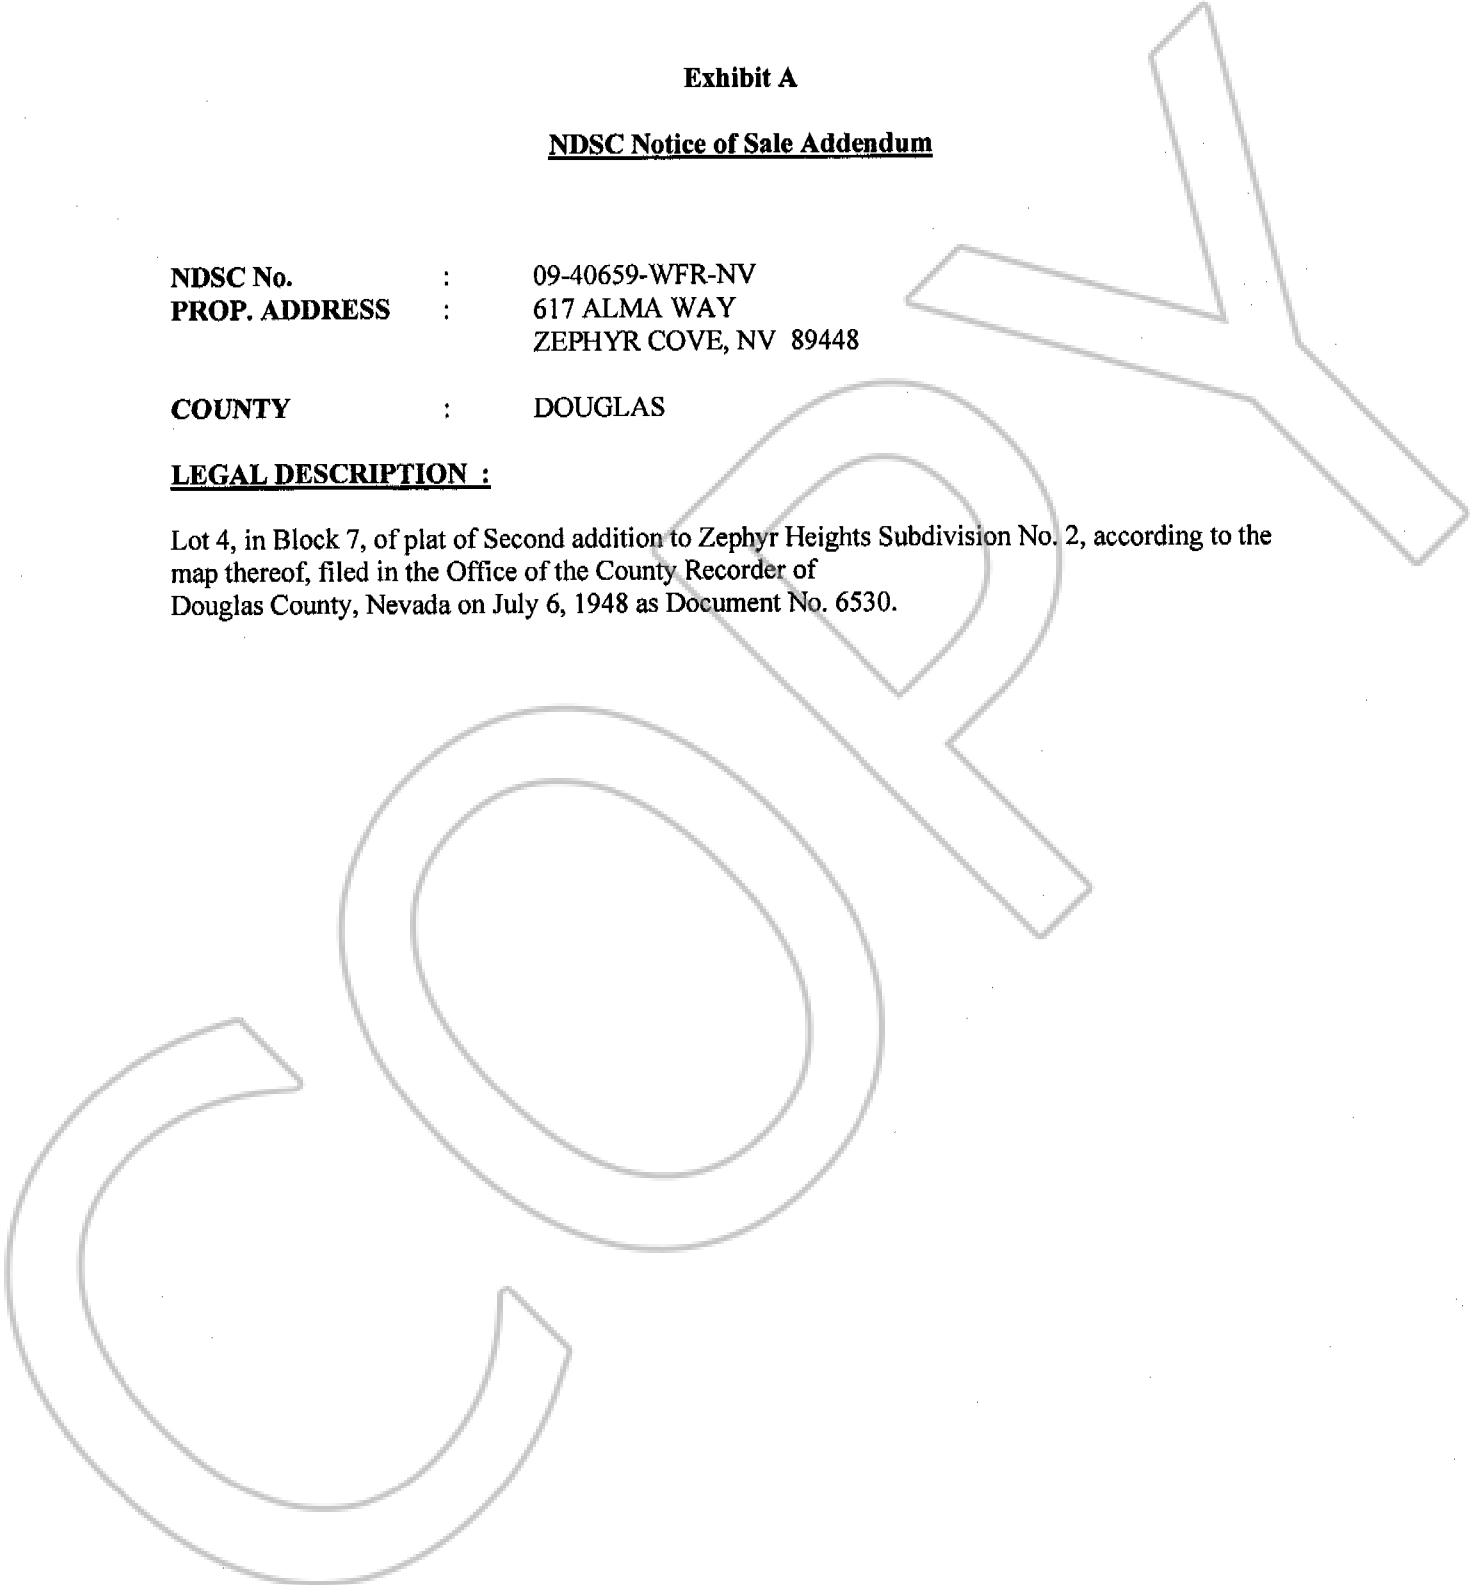 Exhibit A
NDSC Notice of Sale Addendum
NDSC No. : 09-40659-WFR-NV
PROP. ADDRESS : 617 ALMA WAY
ZEPHYR COVE, NV 89448
COUNTY : DOUGLAS
LEGAL DESCRIPTION :
Lot 4, in Block 7, of plat of Second addition to Zephyr Heights Subdivision No. 2, according to the
map thereof, filed in the Office of the County Recorder of
Douglas County, Nevada on July 6, 1948 as Document No. 6530.
COPY